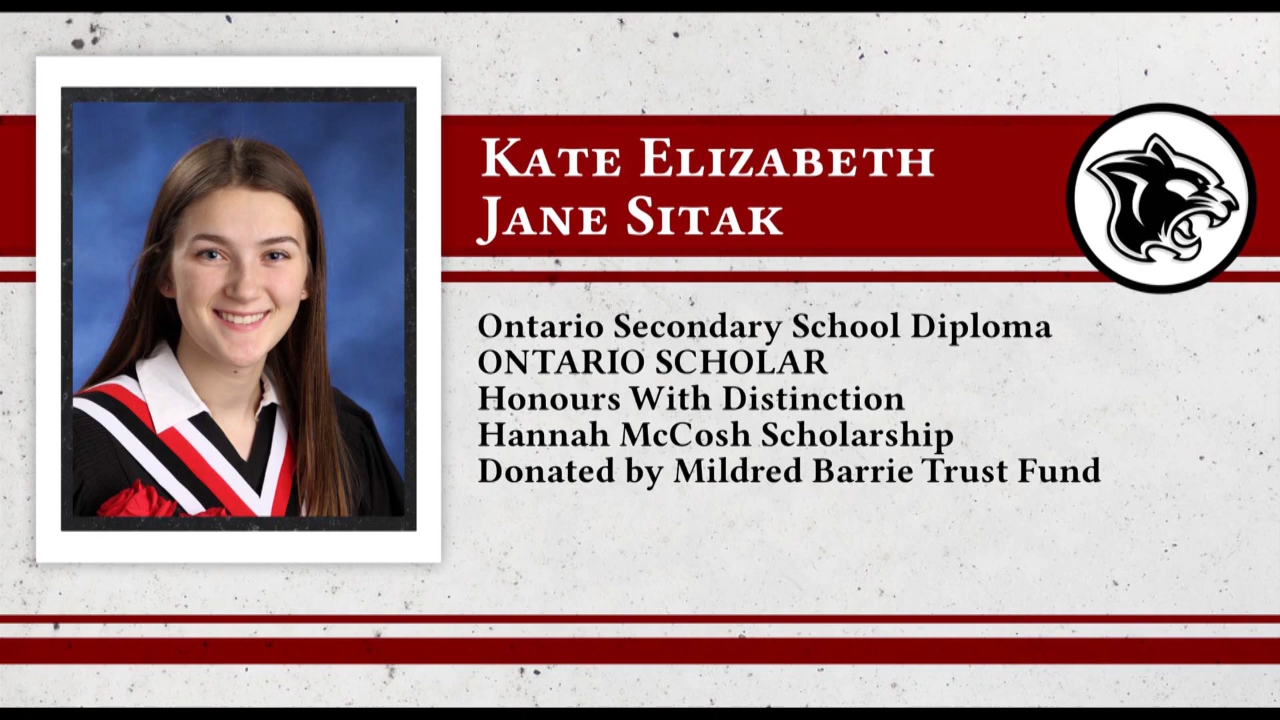 Kate Elizabeth
Jane Sitak
Ontario Secondary School Diploma
ONTARIO SCHOLAR
Honours With Distinction
Hannah McCosh Scholarship
Donated by Mildred Barrie Trust Fund